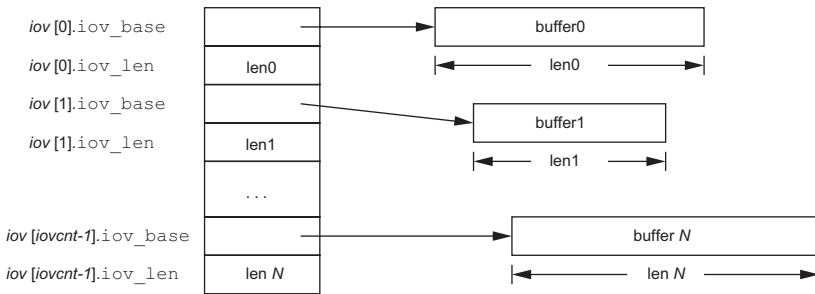 iov [0].iov_base buffer0
iov [0].iov_len len0 len0
iov [1].iov_base buffer1
iov [1].iov_len len1 len1
...
iov [iovcnt-1].iov_base buffer N
iov [iovcnt-1].iov_len len N len N